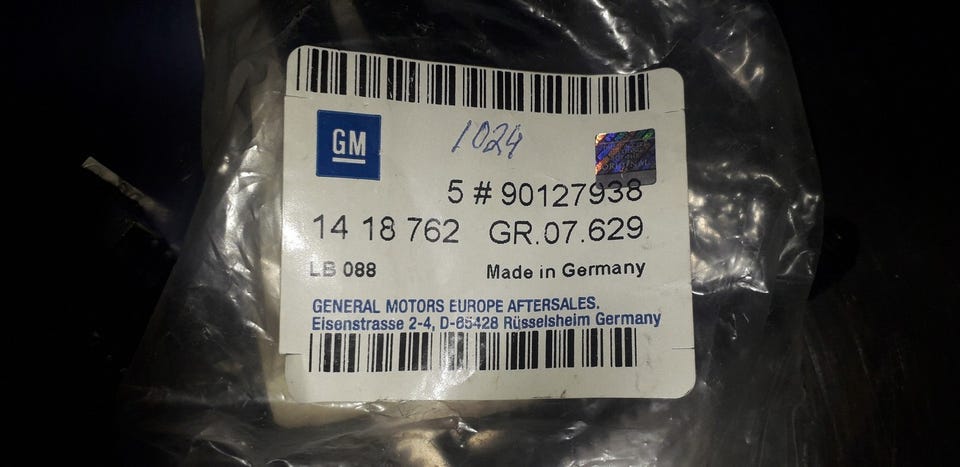 GM
1024
ORIGINAL
5 # 90127938
14 18 762 GR.07.629
LB 088 Made in Germany
GENERAL MOTORS EUROPE AFTERSALES.
Eisenstrasse 2-4, D-65428 Rüsselsheim Germany